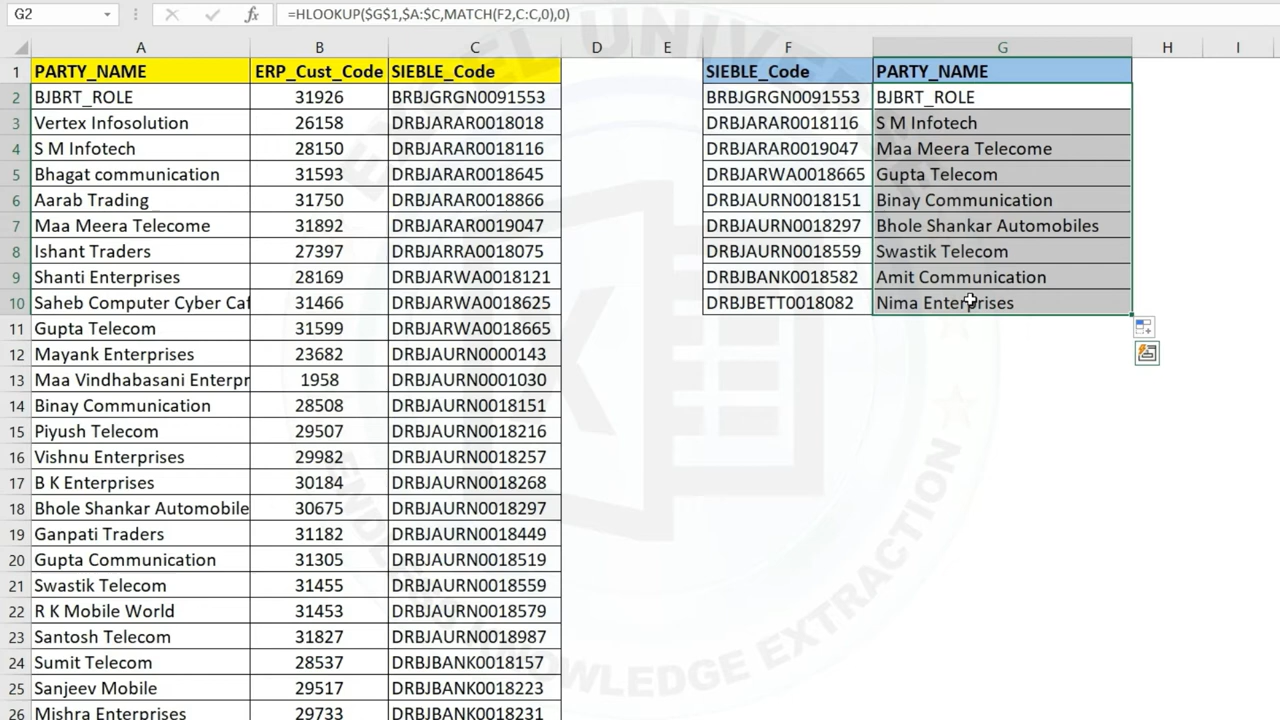 G2 =HLOOKUP($G$1,$A:$C,MATCH(F2,C:C,0),0)
A B C D E F G H I
1 PARTY_NAME ERP_Cust_Code SIEBLE_Code SIEBLE_Code PARTY_NAME
2 BJBRT_ROLE 31926 BRBJGRGN0091553 BRBJGRGN0091553 BJBRT_ROLE
3 Vertex Infosolution 26158 DRBJARAR0018018 DRBJARAR0018116 S M Infotech
4 S M Infotech 28150 DRBJARAR0018116 DRBJARAR0019047 Maa Meera Telecome
5 Bhagat communication 31593 DRBJARAR0018645 DRBJARWA0018665 Gupta Telecom
6 Aarab Trading 31750 DRBJARAR0018866 DRBJAURN0018151 Binay Communication
7 Maa Meera Telecome 31892 DRBJARAR0019047 DRBJAURN0018297 Bhole Shankar Automobiles
8 Ishant Traders 27397 DRBJARRA0018075 DRBJAURN0018559 Swastik Telecom
9 Shanti Enterprises 28169 DRBJARWA0018121 DRBJBANK0018582 Amit Communication
10 Saheb Computer Cyber Caf 31466 DRBJARWA0018625 DRBJBETT0018082 Nima Enterprises
11 Gupta Telecom 31599 DRBJARWA0018665
12 Mayank Enterprises 23682 DRBJAURN0000143
13 Maa Vindhabasani Enterpr 1958 DRBJAURN0001030
14 Binay Communication 28508 DRBJAURN0018151
15 Piyush Telecom 29507 DRBJAURN0018216
16 Vishnu Enterprises 29982 DRBJAURN0018257
17 B K Enterprises 30184 DRBJAURN0018268
18 Bhole Shankar Automobile 30675 DRBJAURN0018297
19 Ganpati Traders 31182 DRBJAURN0018449
20 Gupta Communication 31305 DRBJAURN0018519
21 Swastik Telecom 31455 DRBJAURN0018559
22 R K Mobile World 31453 DRBJAURN0018579
23 Santosh Telecom 31827 DRBJAURN0018987
24 Sumit Telecom 28537 DRBJBANK0018157
25 Sanjeev Mobile 29517 DRBJBANK0018223
26 Mishra Enterprises 29733 DRBJBANK0018231